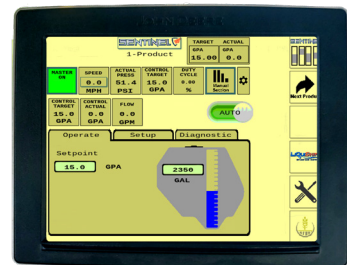 SENTINEL
TARGET ACTUAL
1-Product
GPA GPA
15.00 0.0
MASTER ON
SPEED
0.0
MPH
ACTUAL PRESS
51.4
PSI
CONTROL TARGET
15.0
GPA
DUTY CYCLE
0.00
%
Manual Section
Next Product
CONTROL TARGET
15.0
GPA
CONTROL ACTUAL
0.0
GPA
FLOW
0.0
GPM
AUTO
Operate Setup Diagnostic
Setpoint
15.0 GPA
2350
GAL